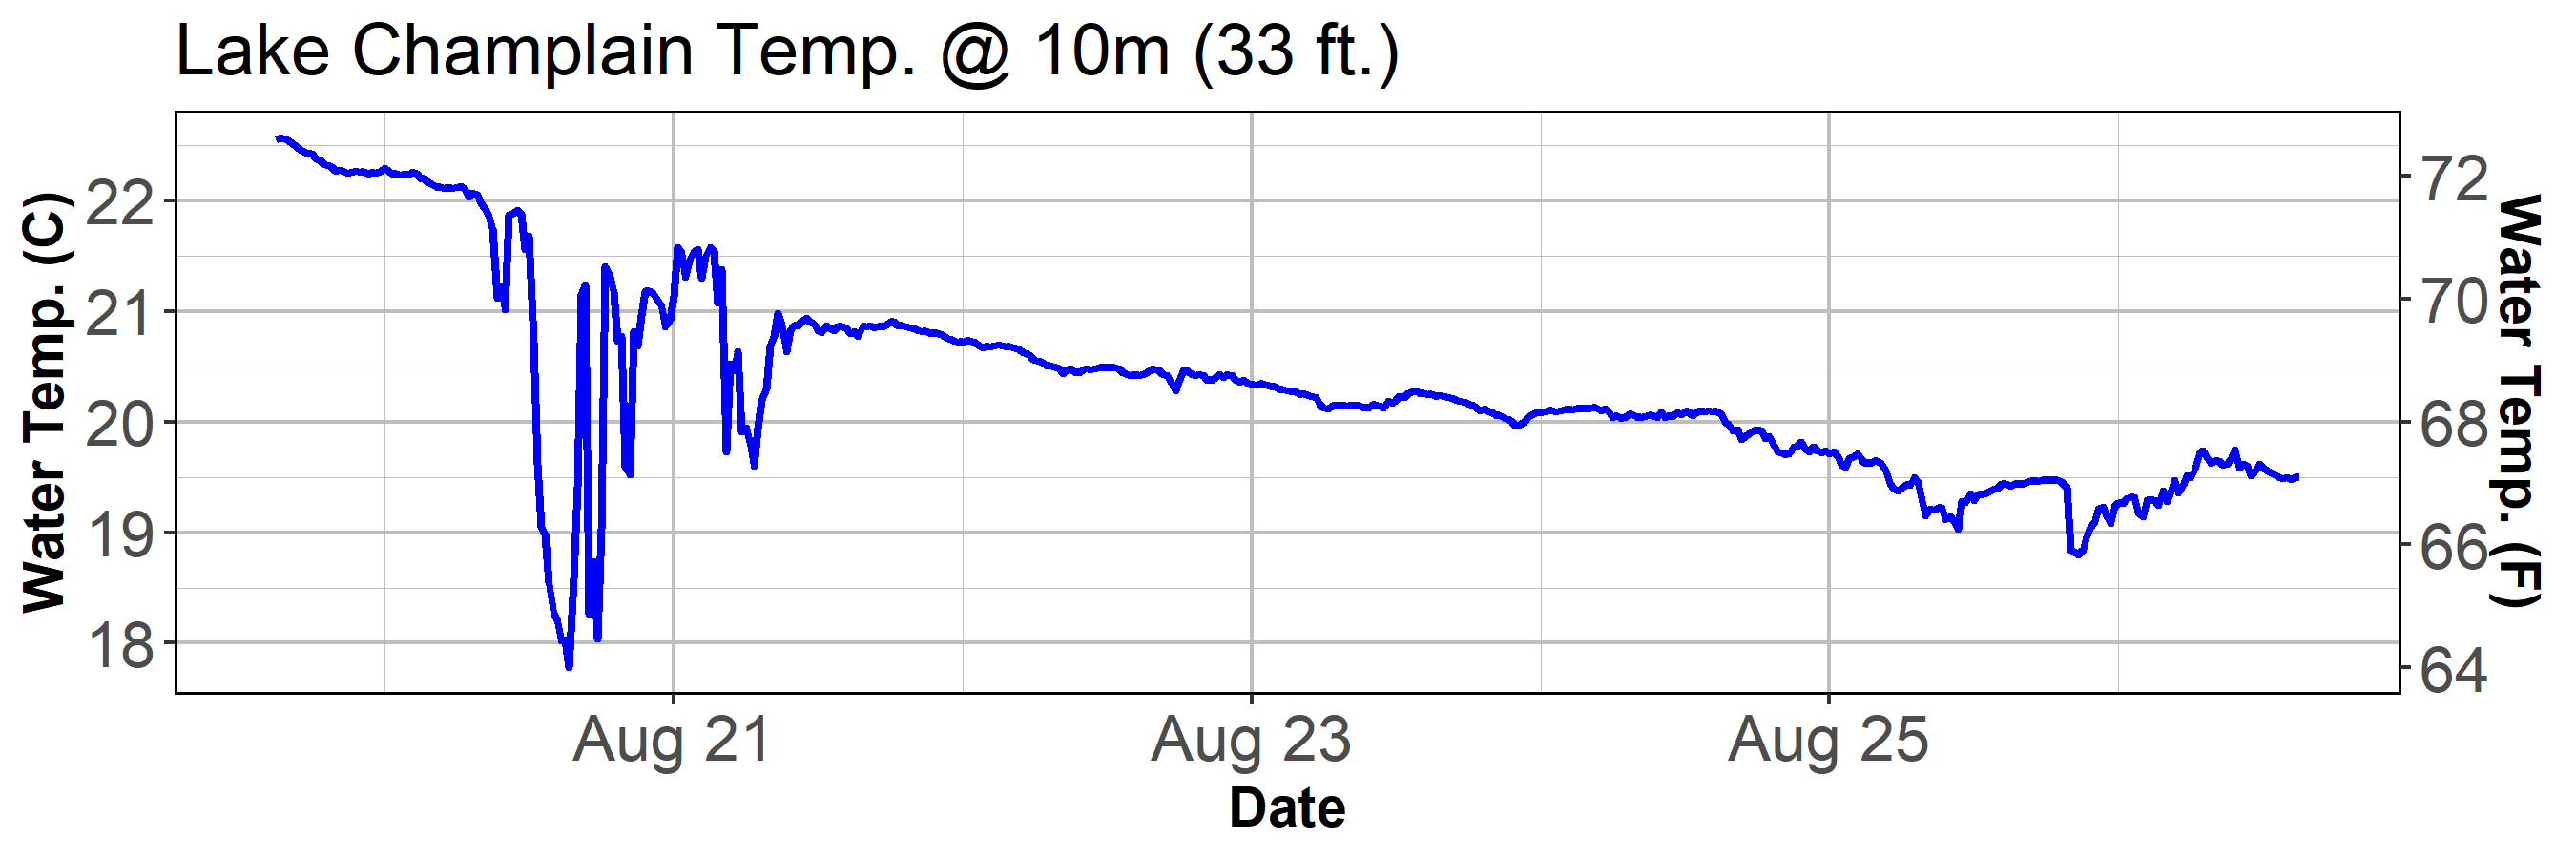 Lake Champlain Temp. @ 10m (33 ft.)
Water Temp. (C)
22
21
20
19
18
72
70
68
66
64
Water Temp. (F)
Aug 21
Aug 23
Aug 25
Date